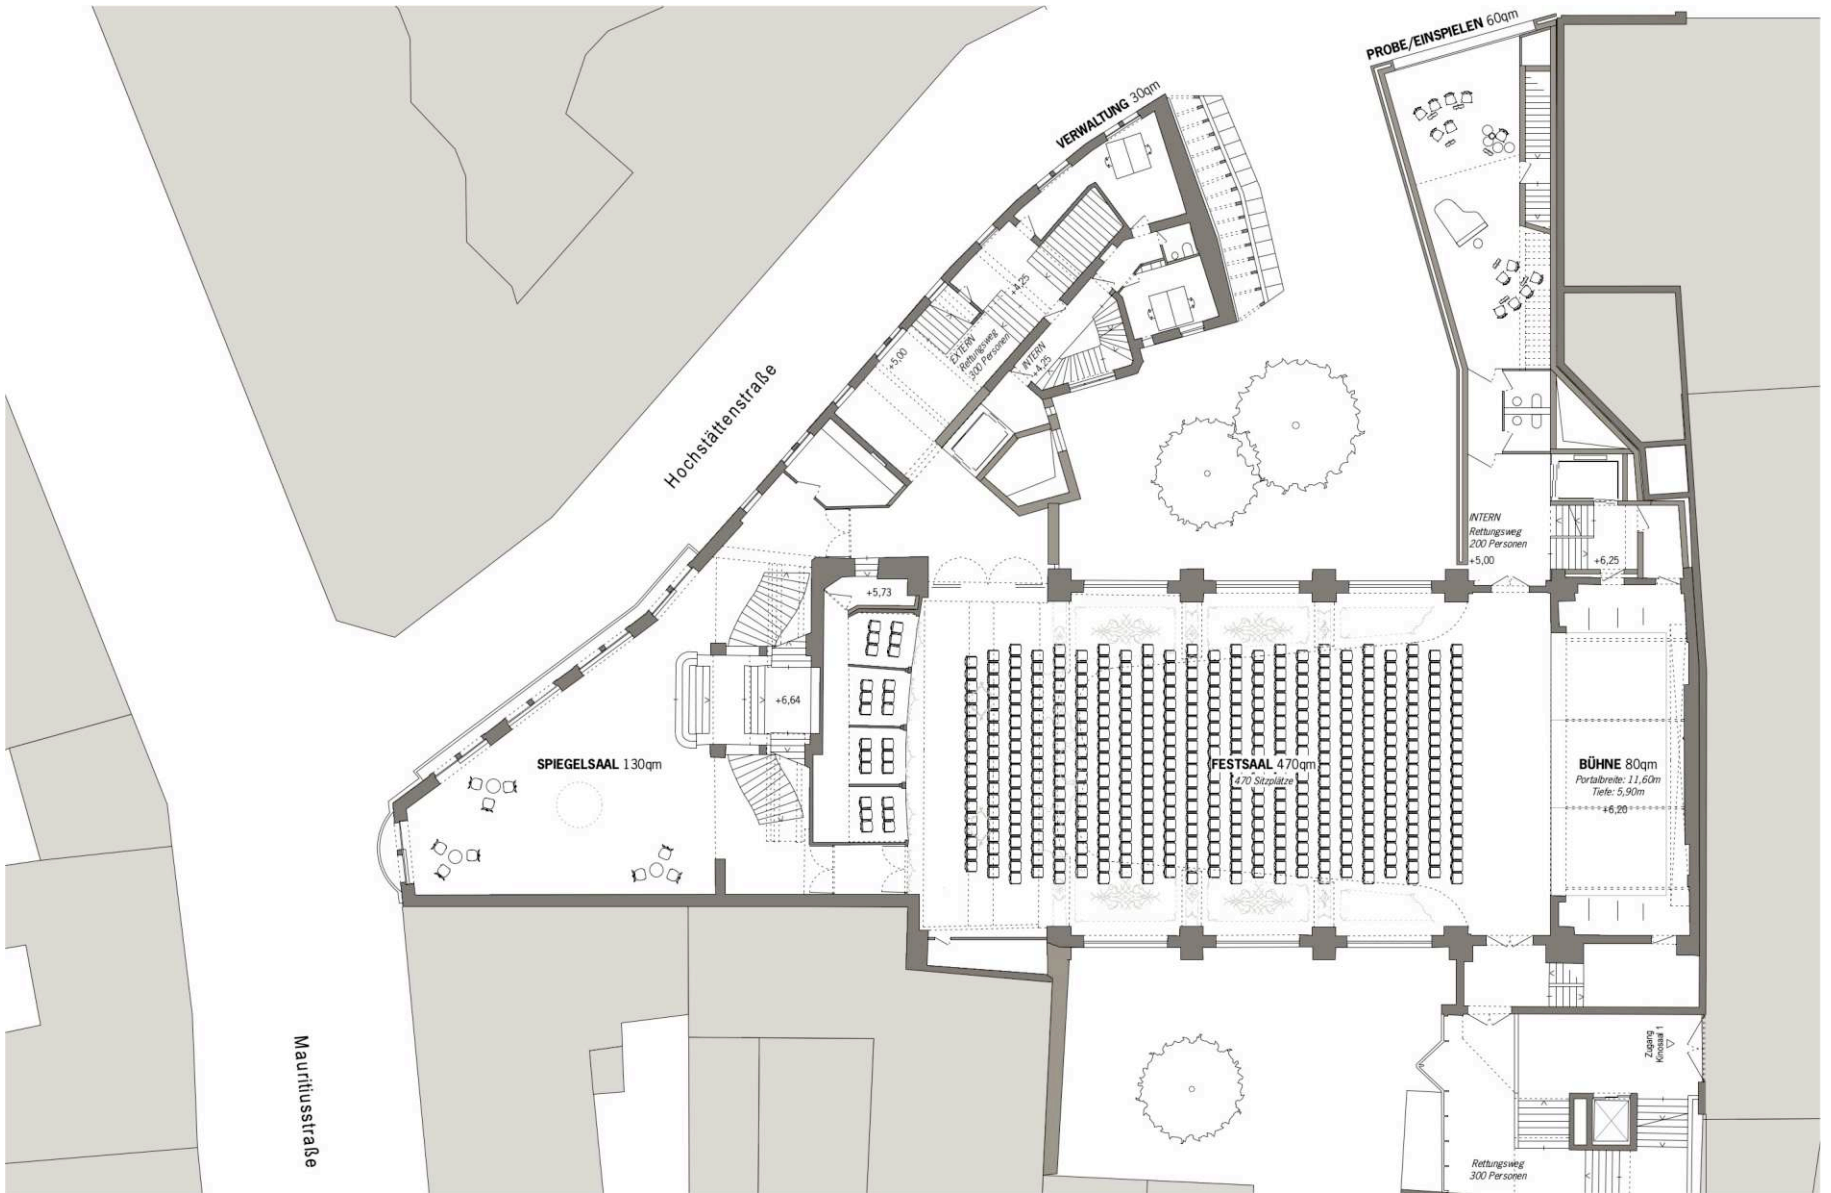 PROBE/EINSPIELEN 60qm
VERWALTUNG 30qm
+4,25
EXTERN
Rettungsweg
300 Personen
+5,00
INTERN
+4,25
Hochstättenstraße
INTERN
Rettungsweg
200 Personen
+5,00
+6,25
+5,73
+6,64
SPIEGELSAAL 130qm
FESTSAAL 470qm
470 Sitzplätze
BÜHNE 80qm
Portalbreite: 11,60m
Tiefe: 5,90m
+6,20
Zugang
Kinosaal 1
Mauritiusstraße
Rettungsweg
300 Personen